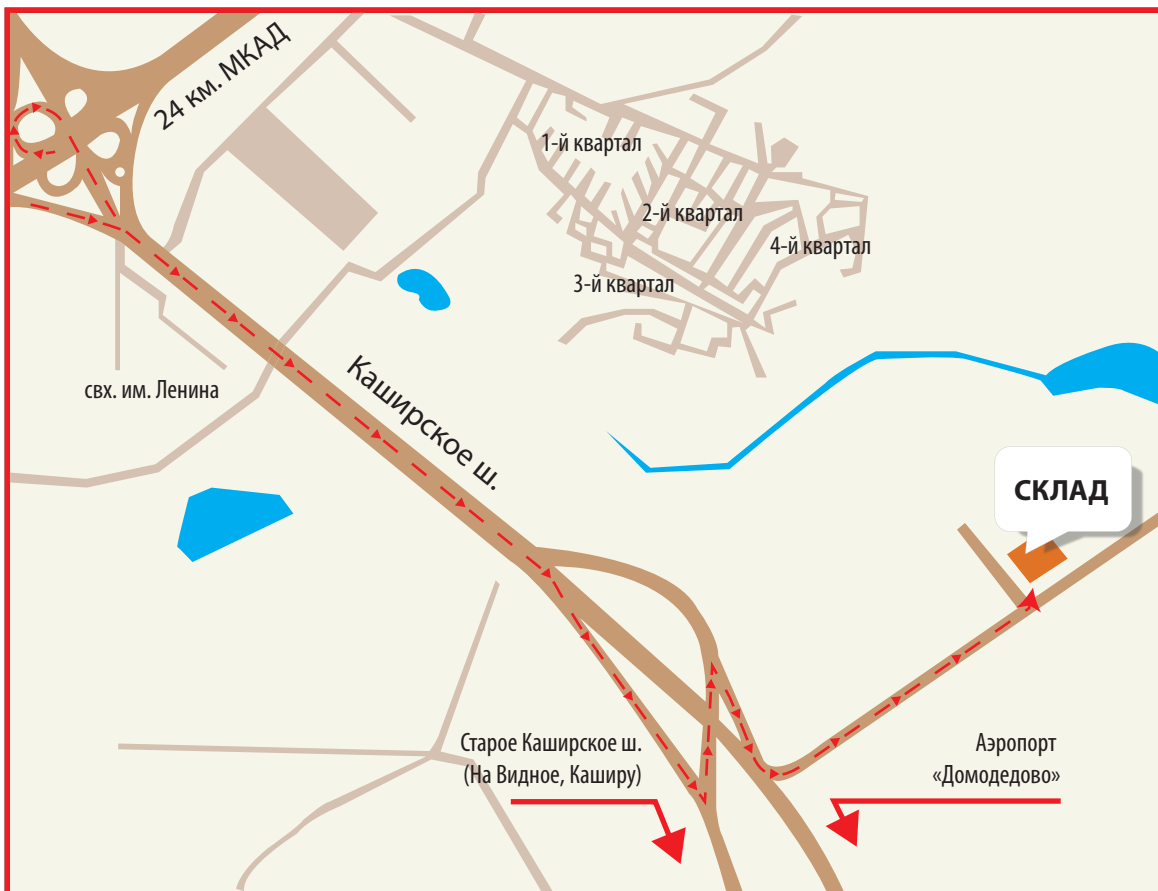 24 км. МКАД
1-й квартал
2-й квартал
4-й квартал
3-й квартал
свх. им. Ленина
Каширское ш.
СКЛАД
Старое Каширское ш.
(На Видное, Каширу)
Аэропорт
«Домодедово»